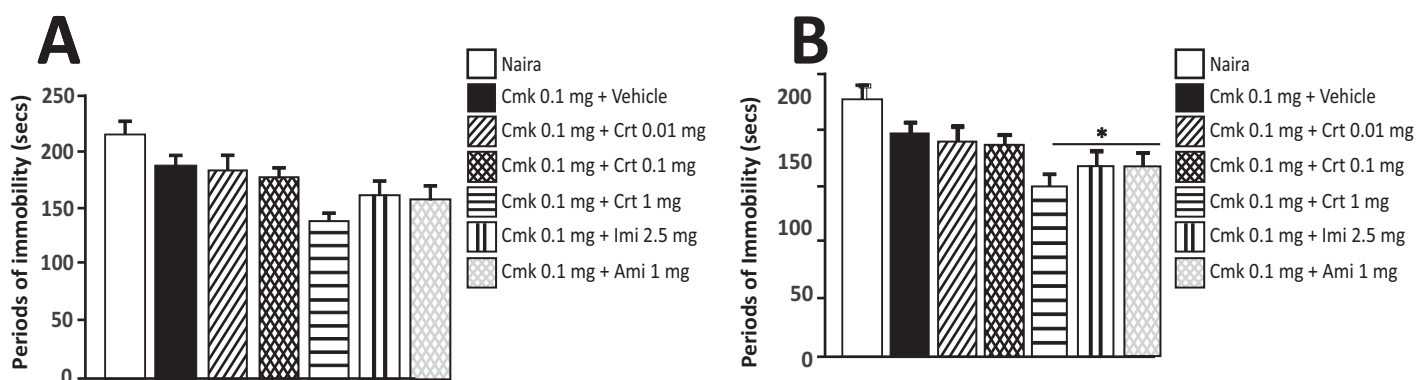 A
Periods of immobility (secs)
250
200
150
100
50
0
Naira
Cmk 0.1 mg + Vehicle
Cmk 0.1 mg + Crt 0.01 mg
Cmk 0.1 mg + Crt 0.1 mg
Cmk 0.1 mg + Crt 1 mg
Cmk 0.1 mg + Imi 2.5 mg
Cmk 0.1 mg + Ami 1 mg
B
Periods of Immobility (secs)
200
150
100
50
0
*
Naira
Cmk 0.1 mg + Vehicle
Cmk 0.1 mg + Crt 0.01 mg
Cmk 0.1 mg + Crt 0.1 mg
Cmk 0.1 mg + Crt 1 mg
Cmk 0.1 mg + Imi 2.5 mg
Cmk 0.1 mg + Ami 1 mg